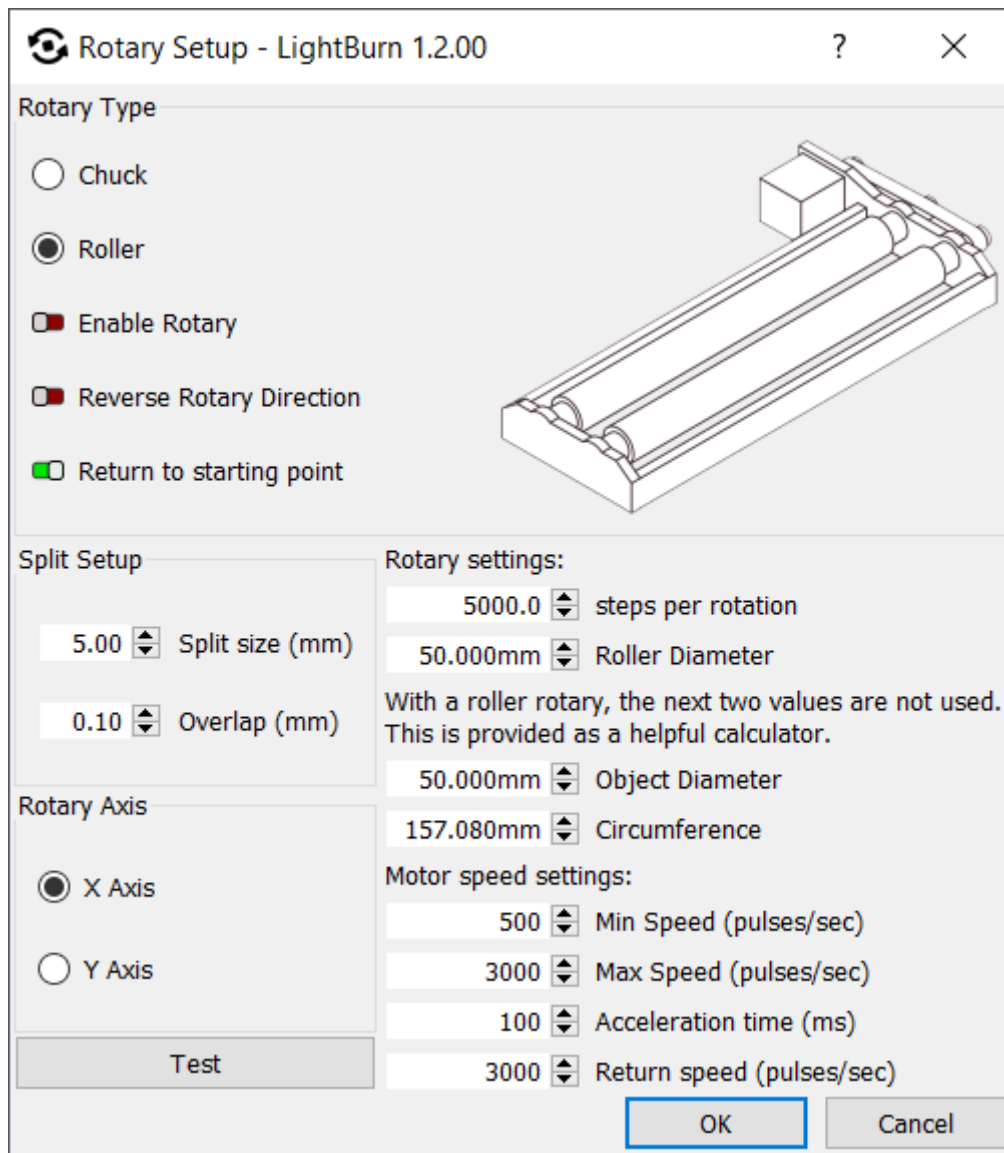 Rotary Setup - LightBurn 1.2.00
?
Rotary Type
Chuck
Roller
Enable Rotary
Reverse Rotary Direction
Return to starting point
Split Setup
5.00 Split size (mm)
0.10 Overlap (mm)
Rotary Axis
X Axis
Y Axis
Test
Rotary settings:
5000.0 steps per rotation
50.000mm Roller Diameter
With a roller rotary, the next two values are not used.
This is provided as a helpful calculator.
50.000mm Object Diameter
157.080mm Circumference
Motor speed settings:
500 Min Speed (pulses/sec)
3000 Max Speed (pulses/sec)
100 Acceleration time (ms)
3000 Return speed (pulses/sec)
OK
Cancel